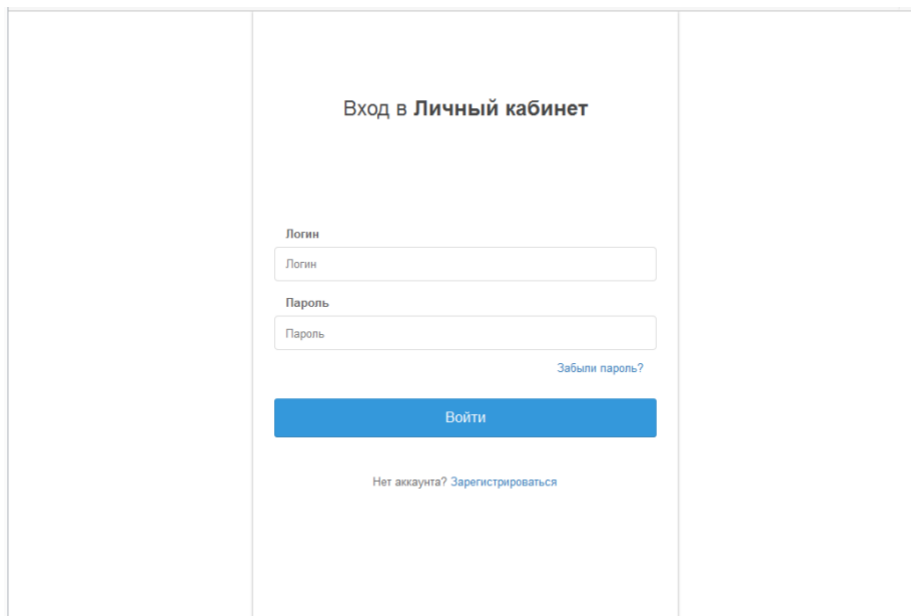 Вход в Личный кабинет
Логин
Логин
Пароль
Пароль
Забыли пароль?
Войти
Нет аккаунта? Зарегистрироваться